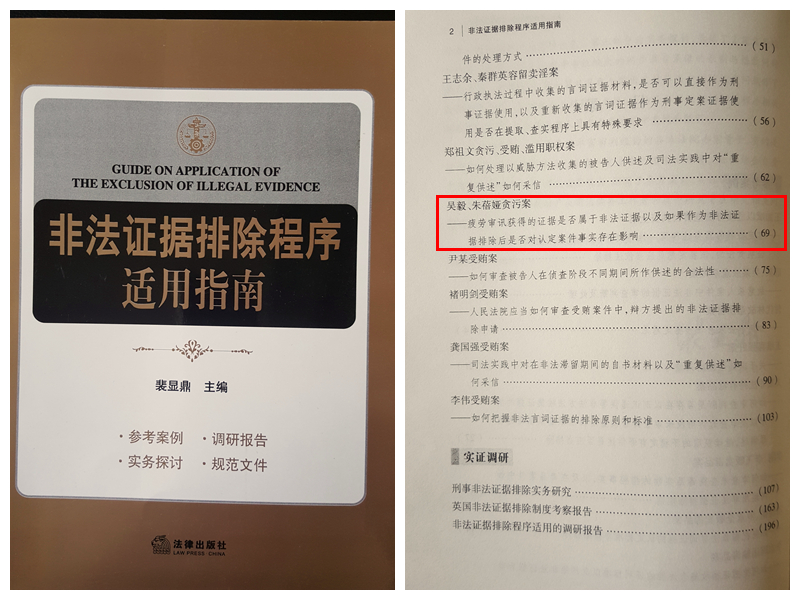 GUIDE ON APPLICATION OF
THE EXCLUSION OF ILLEGAL EVIDENCE
非法证据排除程序
适用指南
裴显鼎 主编
·参考案例 ·调研报告
·实务探讨 ·规范文件
法律出版社
LAW PRESS·CHINA
2 非法证据排除程序适用指南
件的处理方式 (51)
王志余、秦群英容留卖淫案
——行政执法过程中收集的言词证据材料,是否可以直接作为刑
事证据使用,以及重新收集的言词证据作为刑事定案证据使
用是否在提取、查实程序上具有特殊要求 (56)
郑祖文贪污、受贿、滥用职权案
——如何处理以威胁方法收集的被告人供述及司法实践中对“重
复供述”如何采信 (62)
吴毅、朱蓓娅贪污案
——疲劳审讯获得的证据是否属于非法证据以及如果作为非法证
据排除后是否对认定案件事实存在影响 (69)
尹某受贿案
——如何审查被告人在侦查阶段不同期间所作供述的合法性 (75)
褚明剑受贿案
——人民法院应当如何审查受贿案件中,辩方提出的非法证据排
除申请 (83)
龚国强受贿案
——司法实践中对在非法滞留期间的自书材料以及“重复供述”如
何采信 (90)
李伟受贿案
——如何把握非法言词证据的排除原则和标准 (103)
实证调研
刑事非法证据排除实务研究 (107)
英国非法证据排除制度考察报告 (163)
非法证据排除程序适用的调研报告 (196)